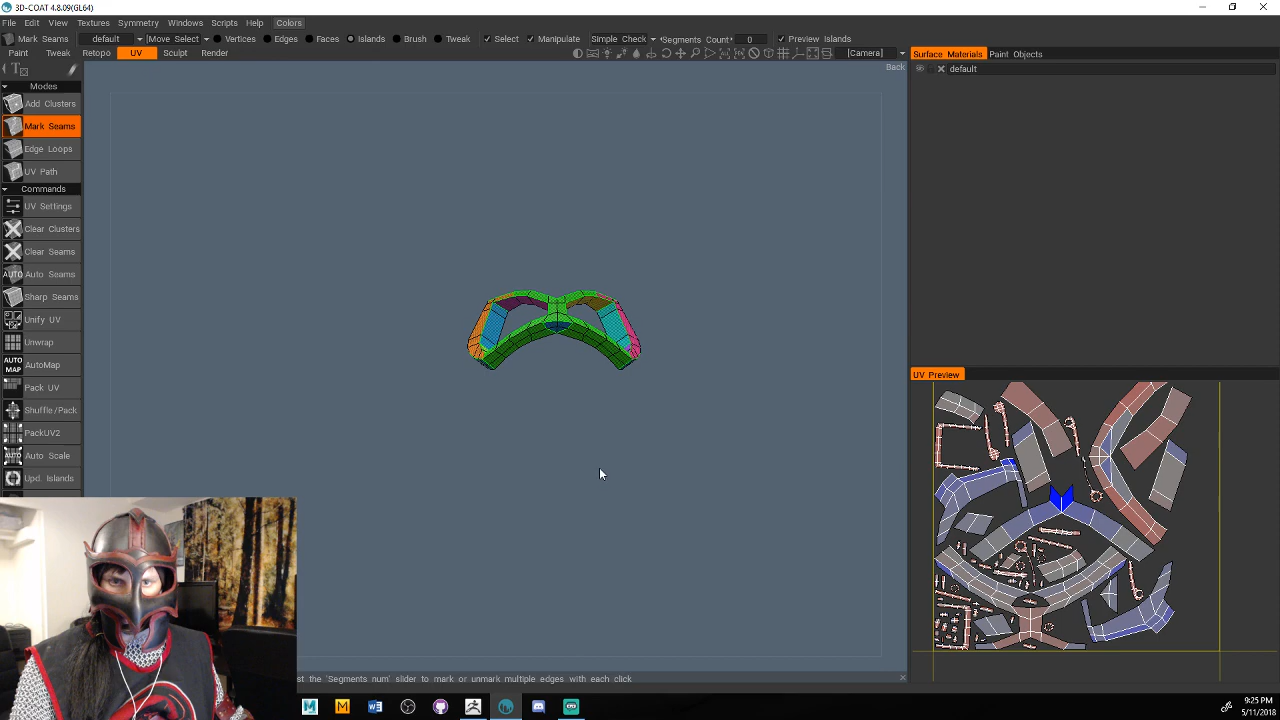 3D-COAT 4.8.09(GL64)
File Edit View Textures Symmetry Windows Scripts Help Colors
Mark Seams default [Move Select] Vertices Edges Faces Islands Brush Tweak Select Manipulate Simple Check Segments Count: 0 Preview Islands
Paint Tweak Retopo UV Sculpt Render [Camera]
Back
Modes
Add Clusters
Mark Seams
Edge Loops
UV Path
Commands
UV Settings
Clear Clusters
Clear Seams
AUTO Auto Seams
Sharp Seams
Unify UV
Unwrap
AUTO MAP AutoMap
Pack UV
Shuffle/Pack
PackUV2
AUTO Auto Scale
Upd. Islands
Surface Materials Paint Objects
default
UV Preview
st the 'Segments num' slider to mark or unmark multiple edges with each click
9:25 PM
5/11/2018